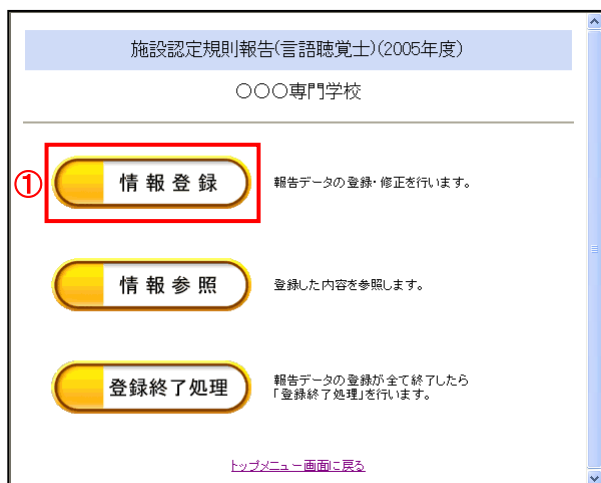 施設認定規則報告(言語聴覚士)(2005年度)
○○○専門学校
①
情報登録
報告データの登録・修正を行います。
情報参照
登録した内容を参照します。
登録終了処理
報告データの登録が全て終了したら
「登録終了処理」を行います。
トップメニュー画面に戻る